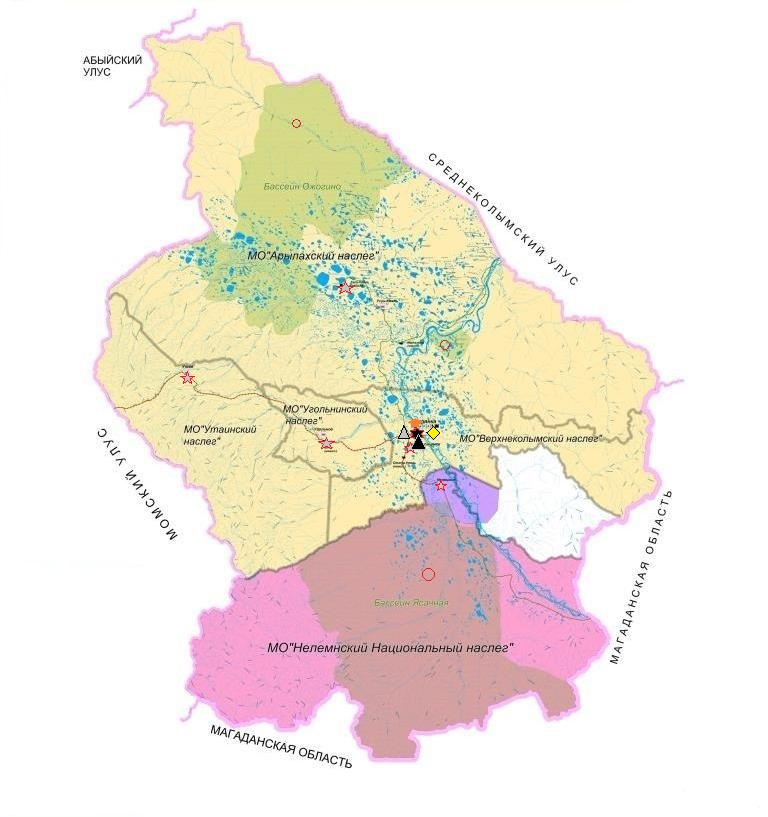 АБЫЙСКИЙ
УЛУС
СРЕДНЕКОЛЫМСКИЙ УЛУС
Бассейн Ожогино
МО"Арылахский наслег"
МО"Угольнинский
наслег"
МО"Утаинский
наслег"
МО"Верхнеколымский наслег"
МОМСКИЙ УЛУС
МАГАДАНСКАЯ ОБЛАСТЬ
Бассейн Ясачная
МО"Нелемнский Национальный наслег"
МАГАДАНСКАЯ ОБЛАСТЬ